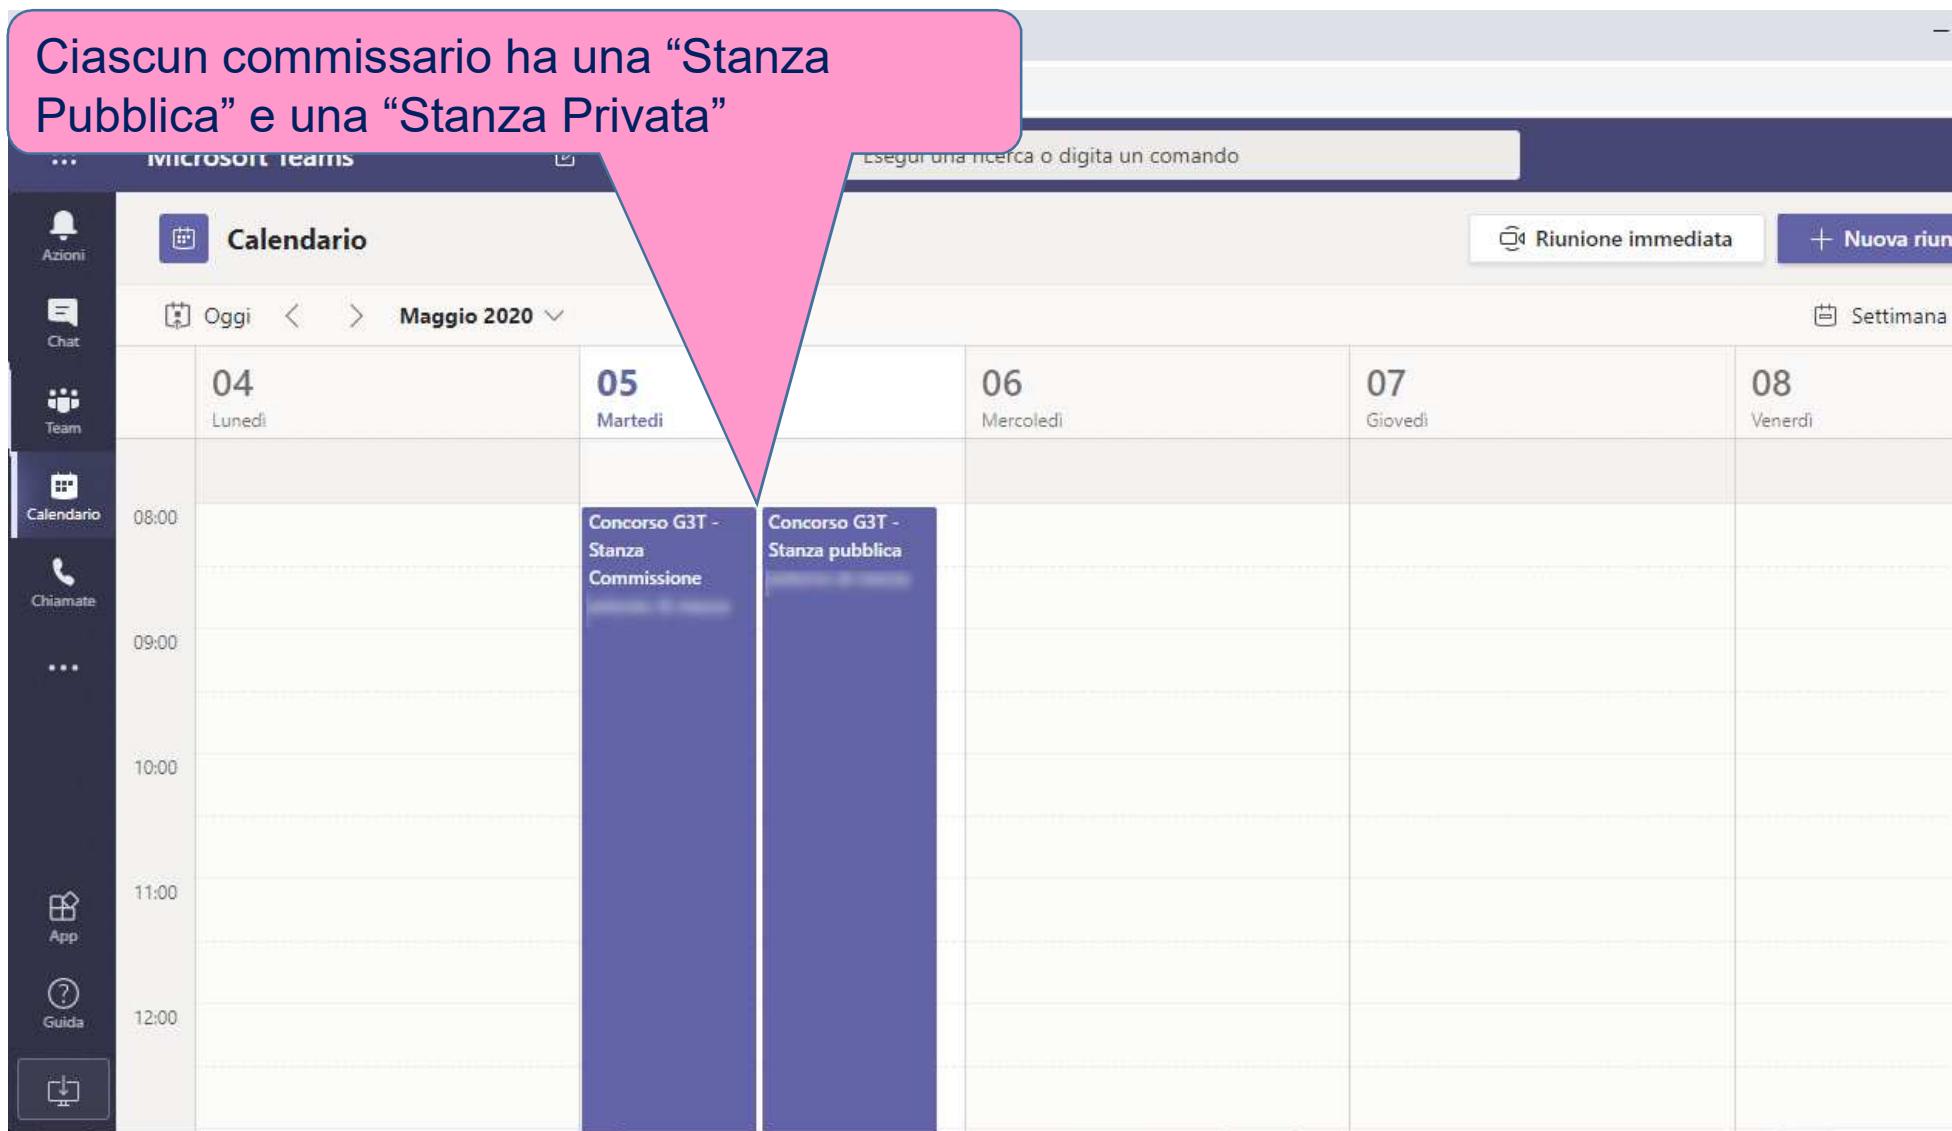 Ciascun commissario ha una “Stanza
Pubblica” e una “Stanza Privata”
Microsoft Teams
Esegui una ricerca o digita un comando
Azioni
Calendario
Riunione immediata
+ Nuova riun
Chat
Oggi
Maggio 2020
Settimana
Team
04
Lunedì
05
Martedì
06
Mercoledì
07
Giovedì
08
Venerdì
Calendario
08:00
Concorso G3T -
Stanza
Commissione
Concorso G3T -
Stanza pubblica
Chiamate
09:00
10:00
11:00
App
Guida
12:00